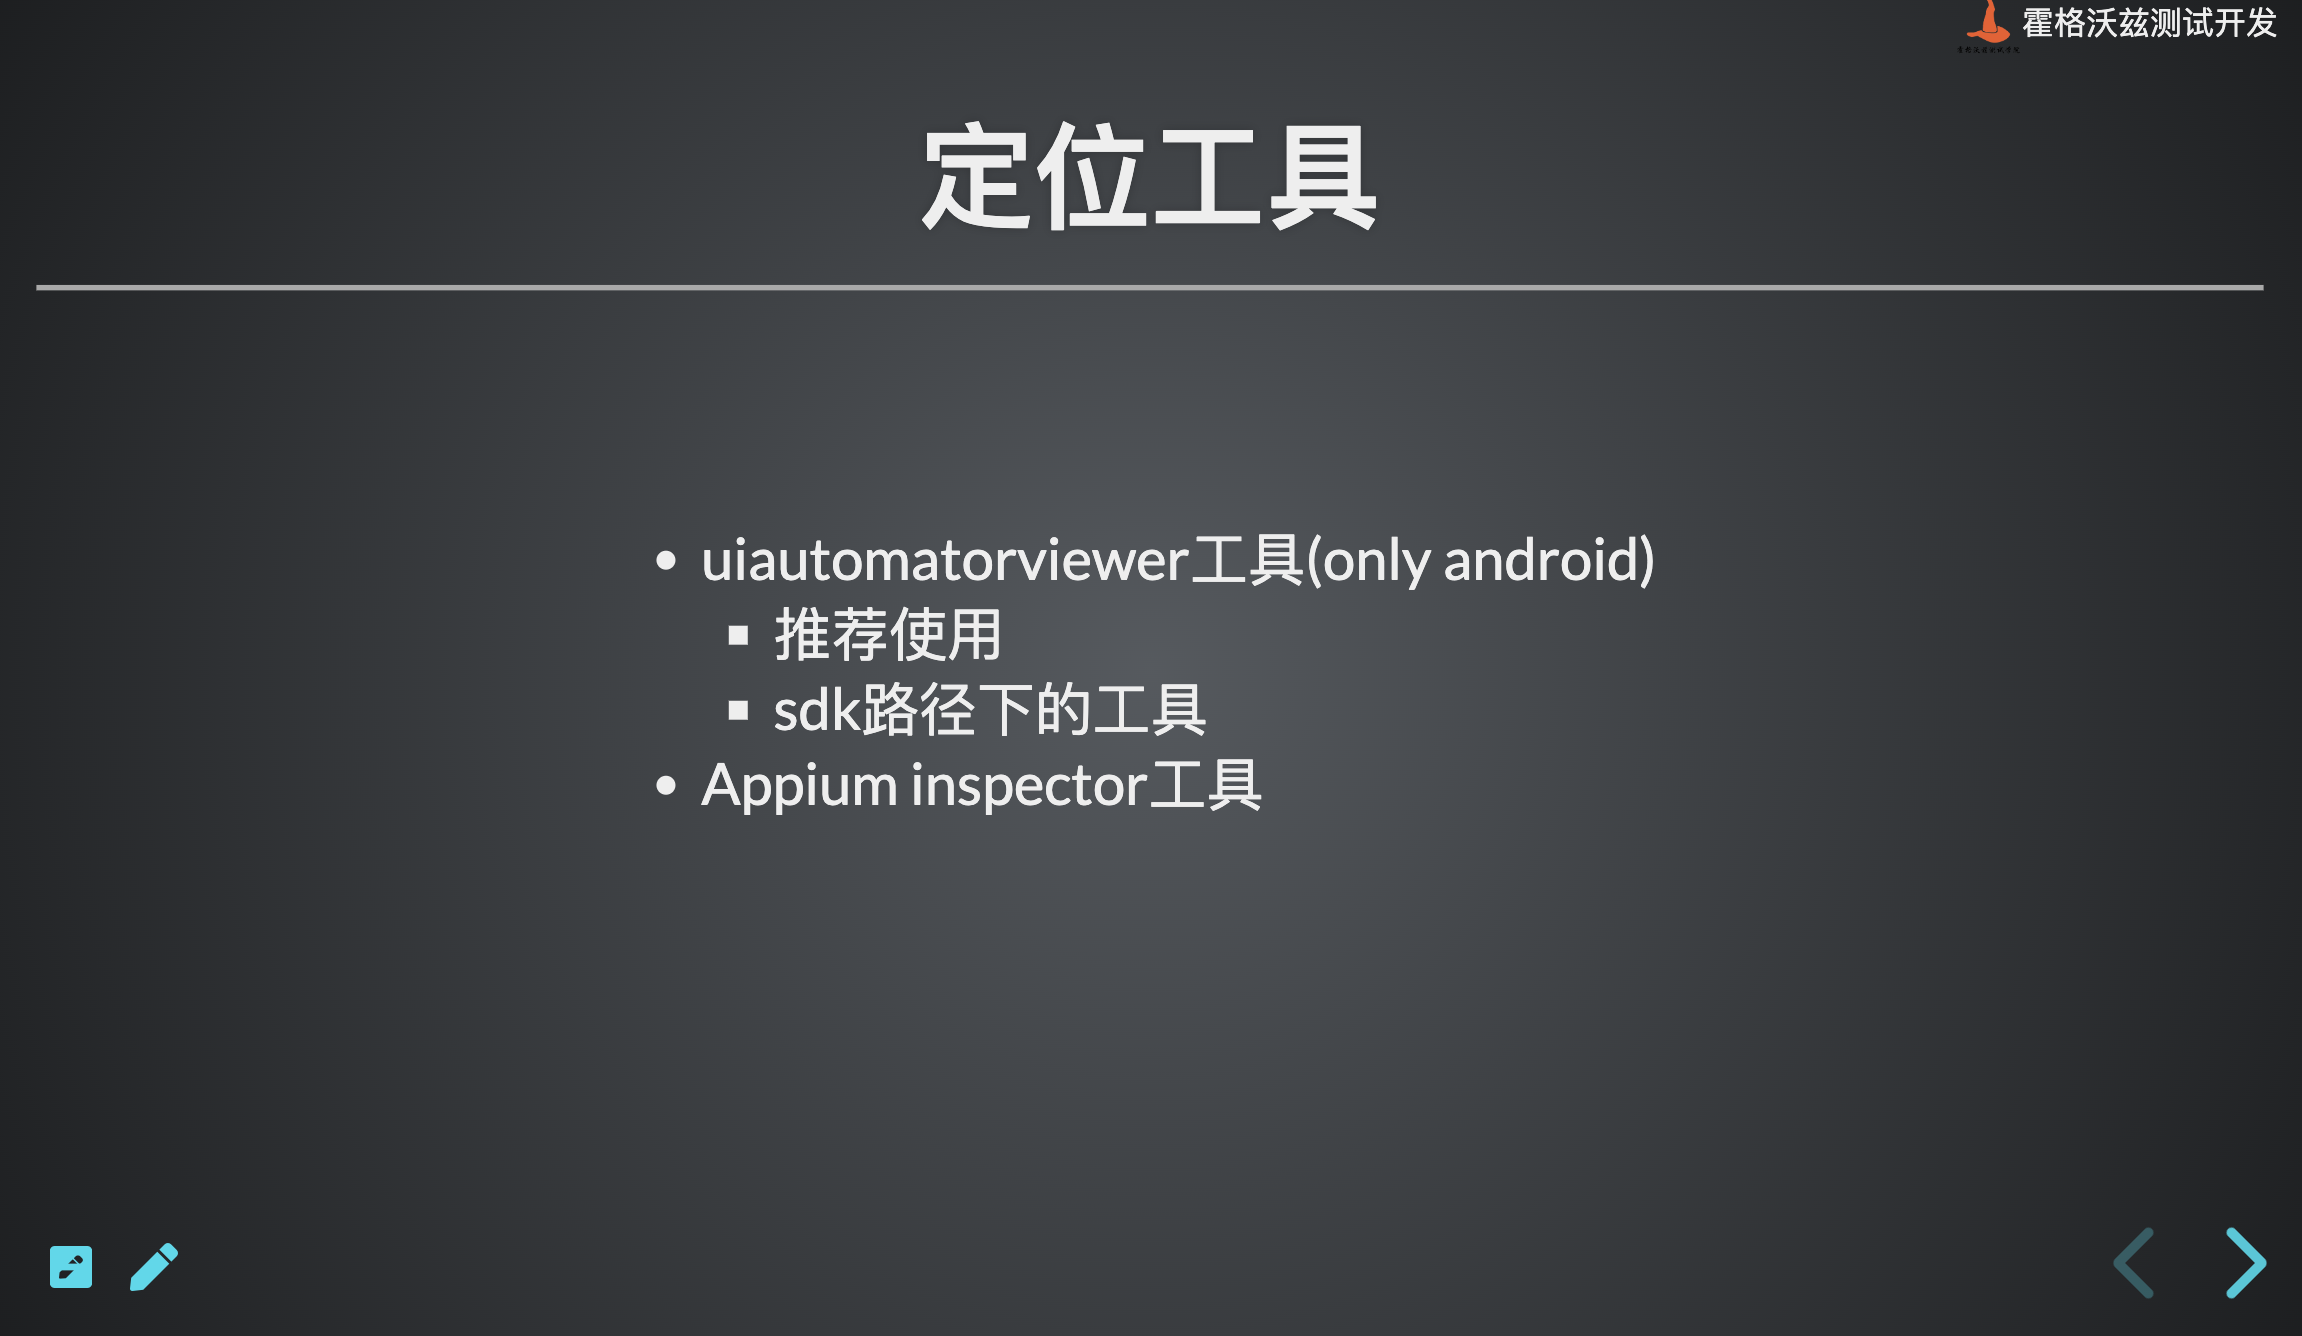 霍格沃兹测试开发
定位工具
uiautomatorviewer工具(only android)
推荐使用
sdk路径下的工具
Appium inspector工具